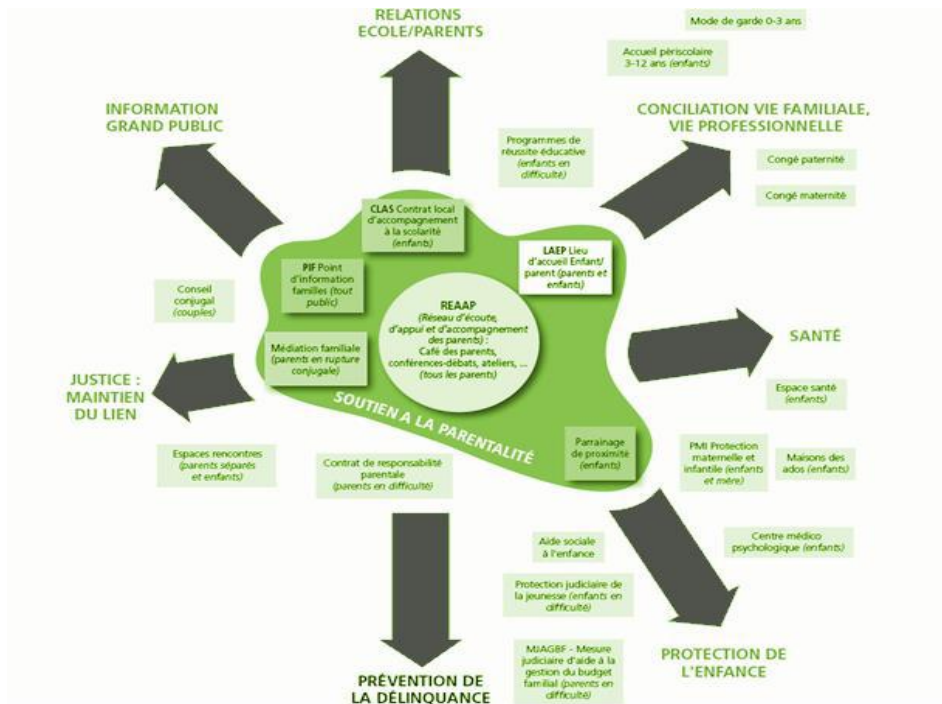 RELATIONS
ECOLE/PARENTS
Mode de garde 0-3 ans
Accueil périscolaire
3-12 ans (enfants)
INFORMATION
GRAND PUBLIC
CONCILIATION VIE FAMILIALE,
VIE PROFESSIONNELLE
Programmes de
réussite éducative
(enfants en
difficulté)
Congé paternité
Congé maternité
CLAS Contrat local
d'accompagnement
à la scolarité
(enfants)
LAEP Lieu
d'accueil Enfant/
parent (parents et
enfants)
PIF Point
d'information
familles (tout
public)
Conseil
conjugal
(couples)
REAAP
(Réseau d'écoute,
d'appui et d'accompagnement
des parents) :
Café des parents,
conférences-débats, ateliers, ...
(tous les parents)
Médiation familiale
(parents en rupture
conjugale)
SANTÉ
JUSTICE :
MAINTIEN
DU LIEN
SOUTIEN A LA PARENTALITÉ
Espace santé
(enfants)
Parrainage
de proximité
(enfants)
PMI Protection
maternelle et
infantile (enfants
et mère)
Maisons des
ados (enfants)
Espaces rencontres
(parents séparés
et enfants)
Contrat de responsabilité
parentale
(parents en difficulté)
Aide sociale
à l'enfance
Centre médico
psychologique (enfants)
Protection judiciaire de
la jeunesse (enfants en
difficulté)
MJAGBF - Mesure
judiciaire d'aide à la
gestion du budget
familial (parents en
difficulté)
PROTECTION DE
L'ENFANCE
PRÉVENTION DE
LA DÉLINQUANCE